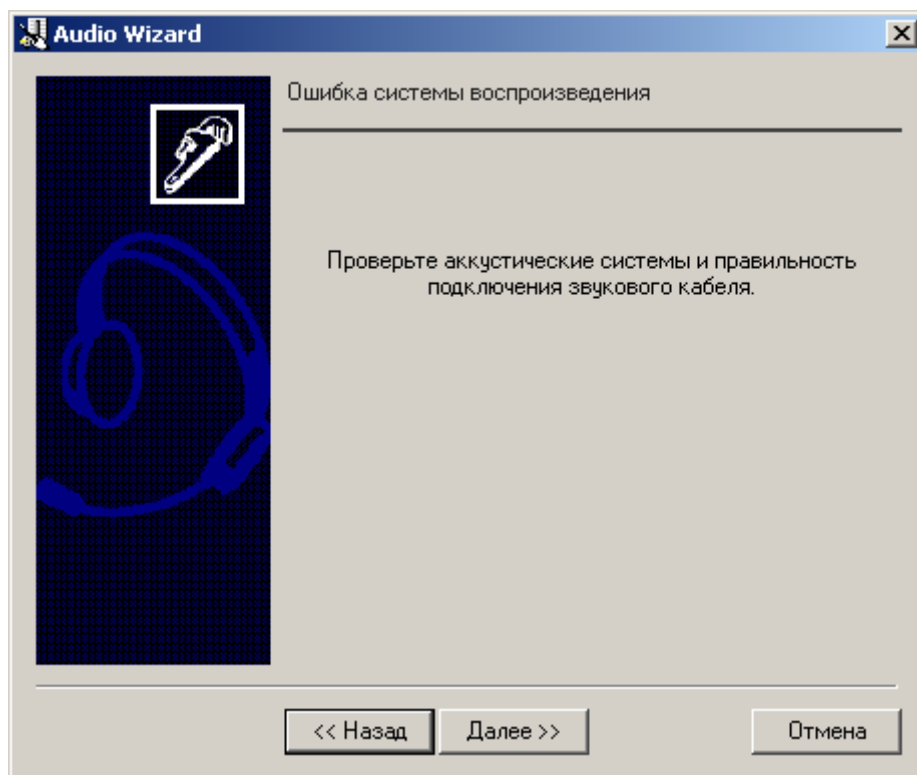 Audio Wizard
Ошибка системы воспроизведения
Проверьте аккустические системы и правильность
подключения звукового кабеля.
<< Назад
Далее >>
Отмена